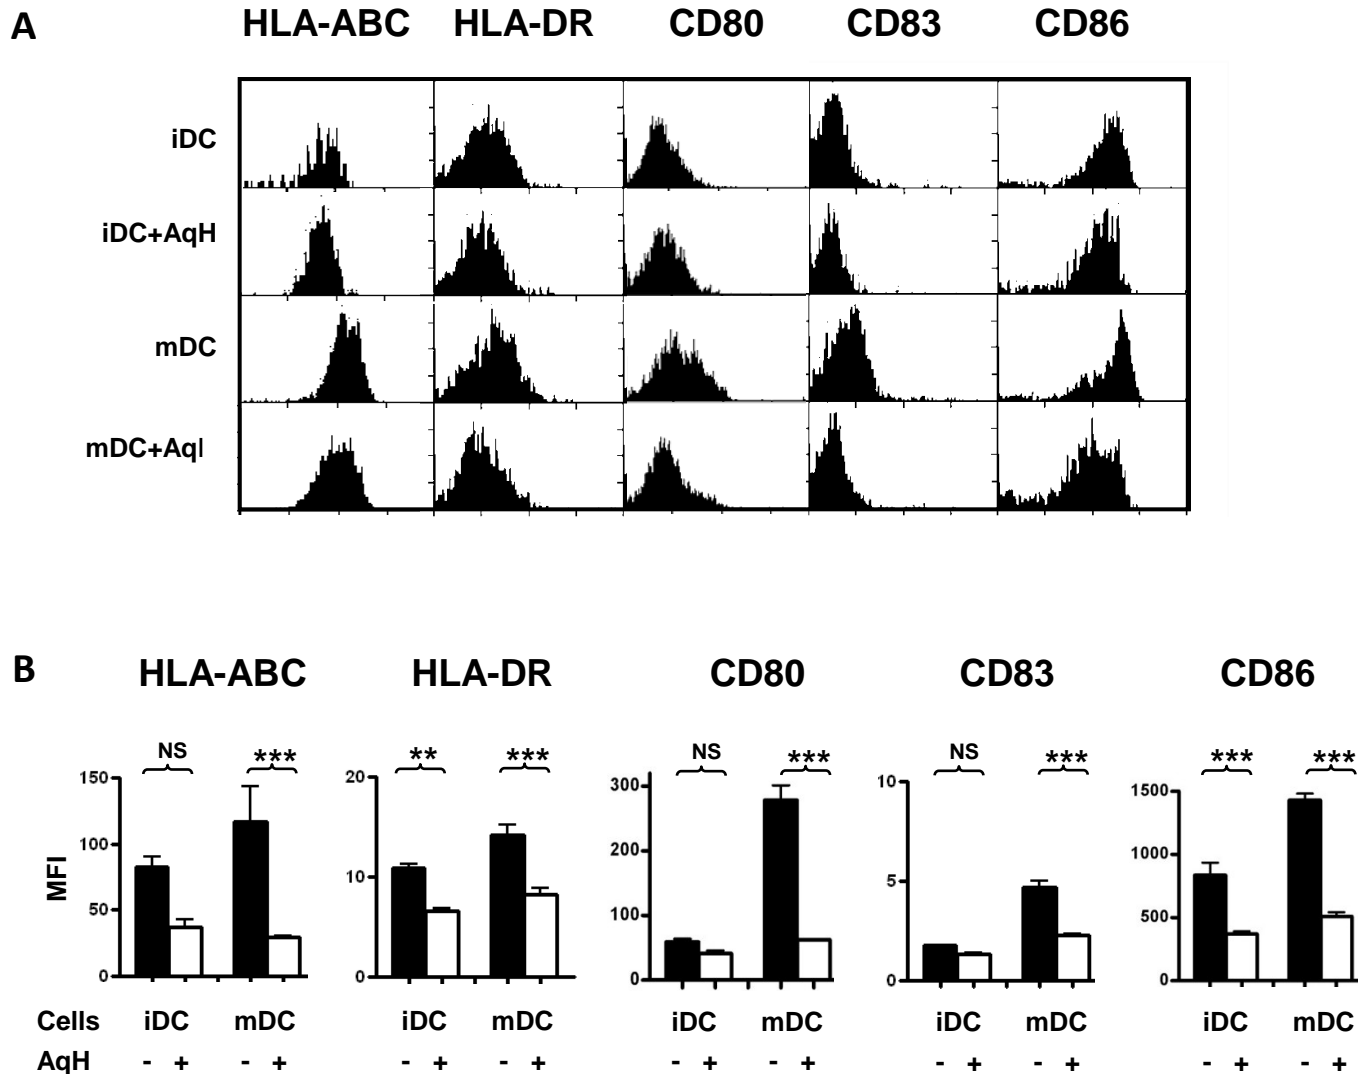 A
HLA-ABC HLA-DR CD80 CD83 CD86
iDC
iDC+AqH
mDC
mDC+Aql
B
HLA-ABC HLA-DR CD80 CD83 CD86
NS *** ** *** NS *** NS *** *** ***
MFI
150
100
50
0
20
10
0
300
200
100
0
10
5
0
1500
1000
500
0
Cells iDC mDC iDC mDC iDC mDC iDC mDC iDC mDC
AqH - + - + - + - + - + - + - + - + - + - +